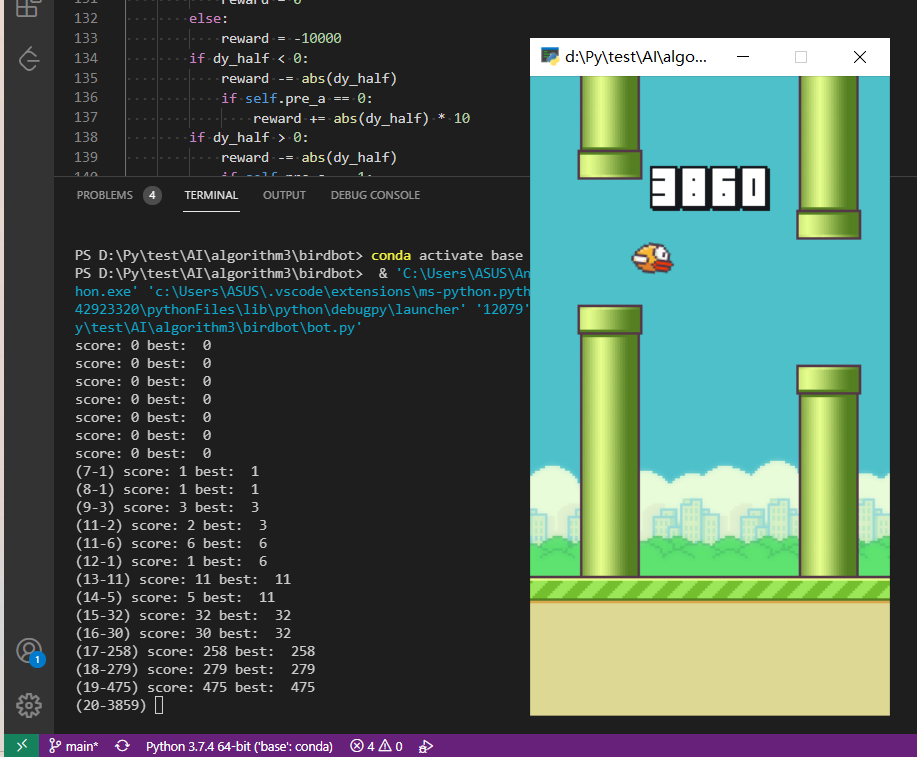 131 reward = 0
132 else:
133 reward = -10000
134 if dy_half < 0:
135 reward -= abs(dy_half)
136 if self.pre_a == 0:
137 reward += abs(dy_half) * 10
138 if dy_half > 0:
139 reward -= abs(dy_half)
140 if self.pre_a == 1:
PROBLEMS 4 TERMINAL OUTPUT DEBUG CONSOLE
PS D:\Py\test\AI\algorithm3\birdbot> conda activate base
PS D:\Py\test\AI\algorithm3\birdbot> & 'C:\Users\ASUS\An
hon.exe' 'c:\Users\ASUS\.vscode\extensions\ms-python.pyth
42923320\pythonFiles\lib\python\debugpy\launcher' '12079'
y\test\AI\algorithm3\birdbot\bot.py'
score: 0 best:  0
score: 0 best:  0
score: 0 best:  0
score: 0 best:  0
score: 0 best:  0
score: 0 best:  0
score: 0 best:  0
(7-1) score: 1 best:  1
(8-1) score: 1 best:  1
(9-3) score: 3 best:  3
(11-2) score: 2 best:  3
(11-6) score: 6 best:  6
(12-1) score: 1 best:  6
(13-11) score: 11 best:  11
(14-5) score: 5 best:  11
(15-32) score: 32 best:  32
(16-30) score: 30 best:  32
(17-258) score: 258 best:  258
(18-279) score: 279 best:  279
(19-475) score: 475 best:  475
(20-3859)
d:\Py\test\AI\algo...
3860
1
main* Python 3.7.4 64-bit ('base': conda) 4 0